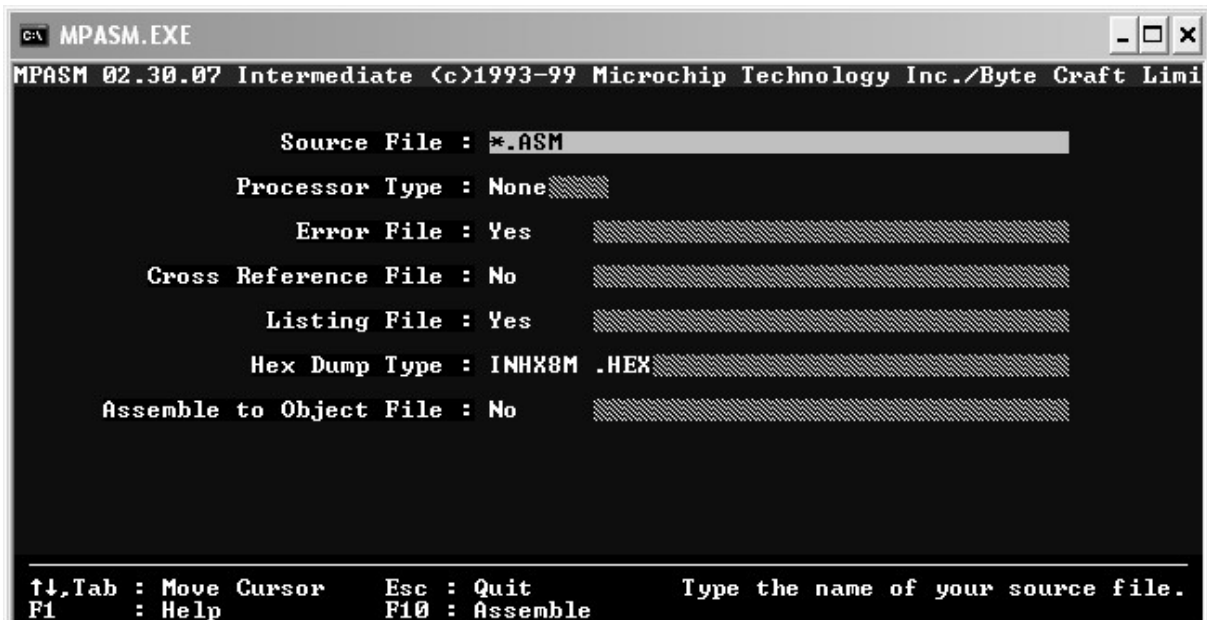 C:\ MPASM.EXE
MPASM 02.30.07 Intermediate (c)1993-99 Microchip Technology Inc./Byte Craft Limi
Source File : *.ASM
Processor Type : None
Error File : Yes
Cross Reference File : No
Listing File : Yes
Hex Dump Type : INHX8M .HEX
Assemble to Object File : No
↑↓,Tab : Move Cursor Esc : Quit Type the name of your source file.
F1 : Help F10 : Assemble